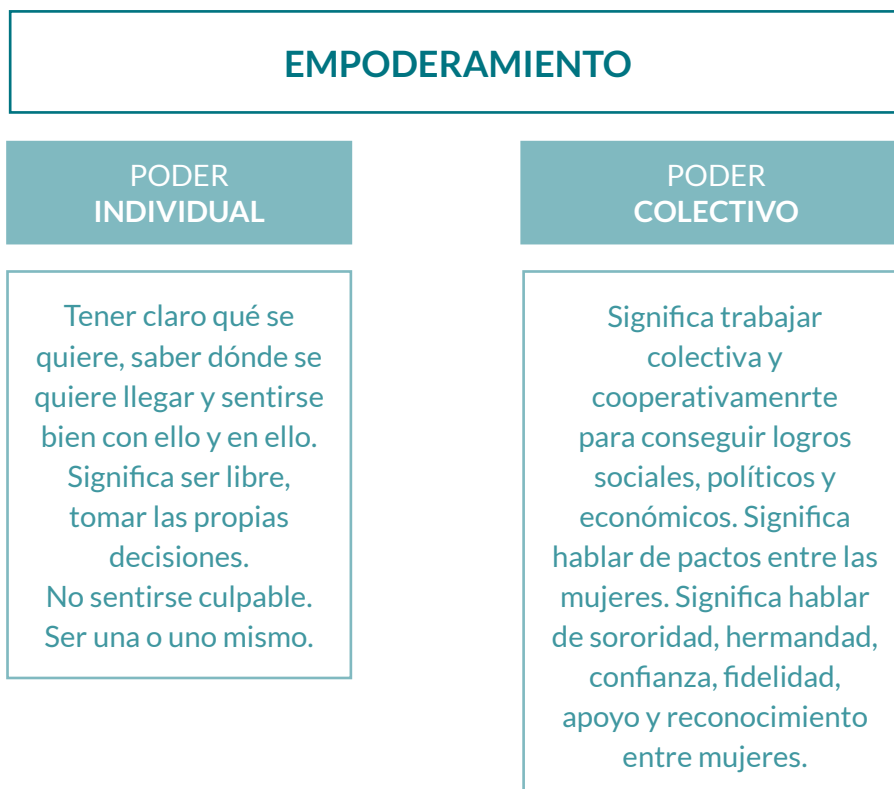 EMPODERAMIENTO
PODER
INDIVIDUAL
Tener claro qué se
quiere, saber dónde se
quiere llegar y sentirse
bien con ello y en ello.
Significa ser libre,
tomar las propias
decisiones.
No sentirse culpable.
Ser una o uno mismo.
PODER
COLECTIVO
Significa trabajar
colectiva y
cooperativamenrte
para conseguir logros
sociales, políticos y
económicos. Significa
hablar de pactos entre las
mujeres. Significa hablar
de sororidad, hermandad,
confianza, fidelidad,
apoyo y reconocimiento
entre mujeres.